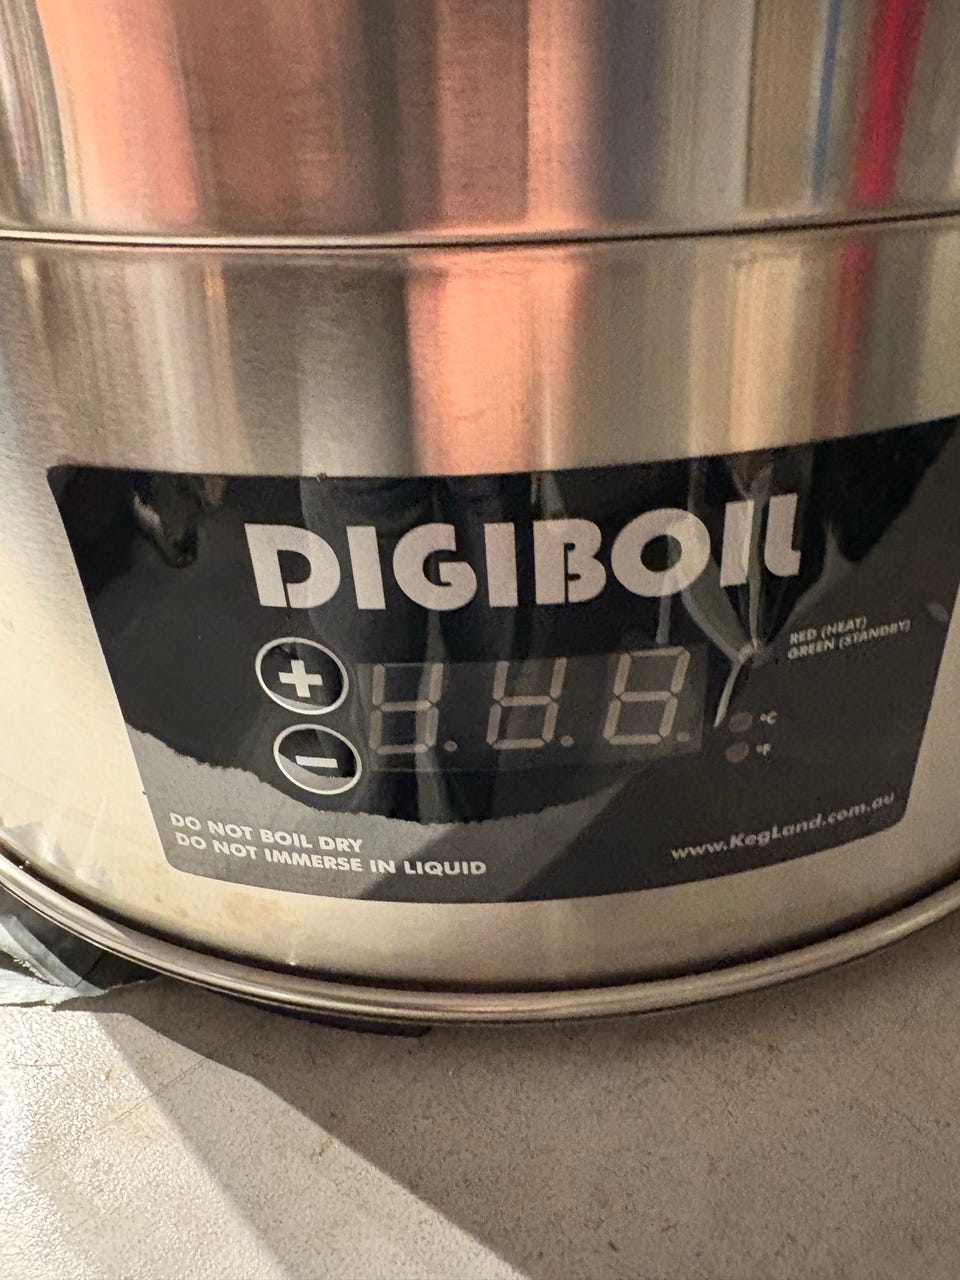 DIGIBOIL
RED (HEAT)
GREEN (STANDBY)
+
-
°C
°F
DO NOT BOIL DRY
DO NOT IMMERSE IN LIQUID
www.KegLand.com.au